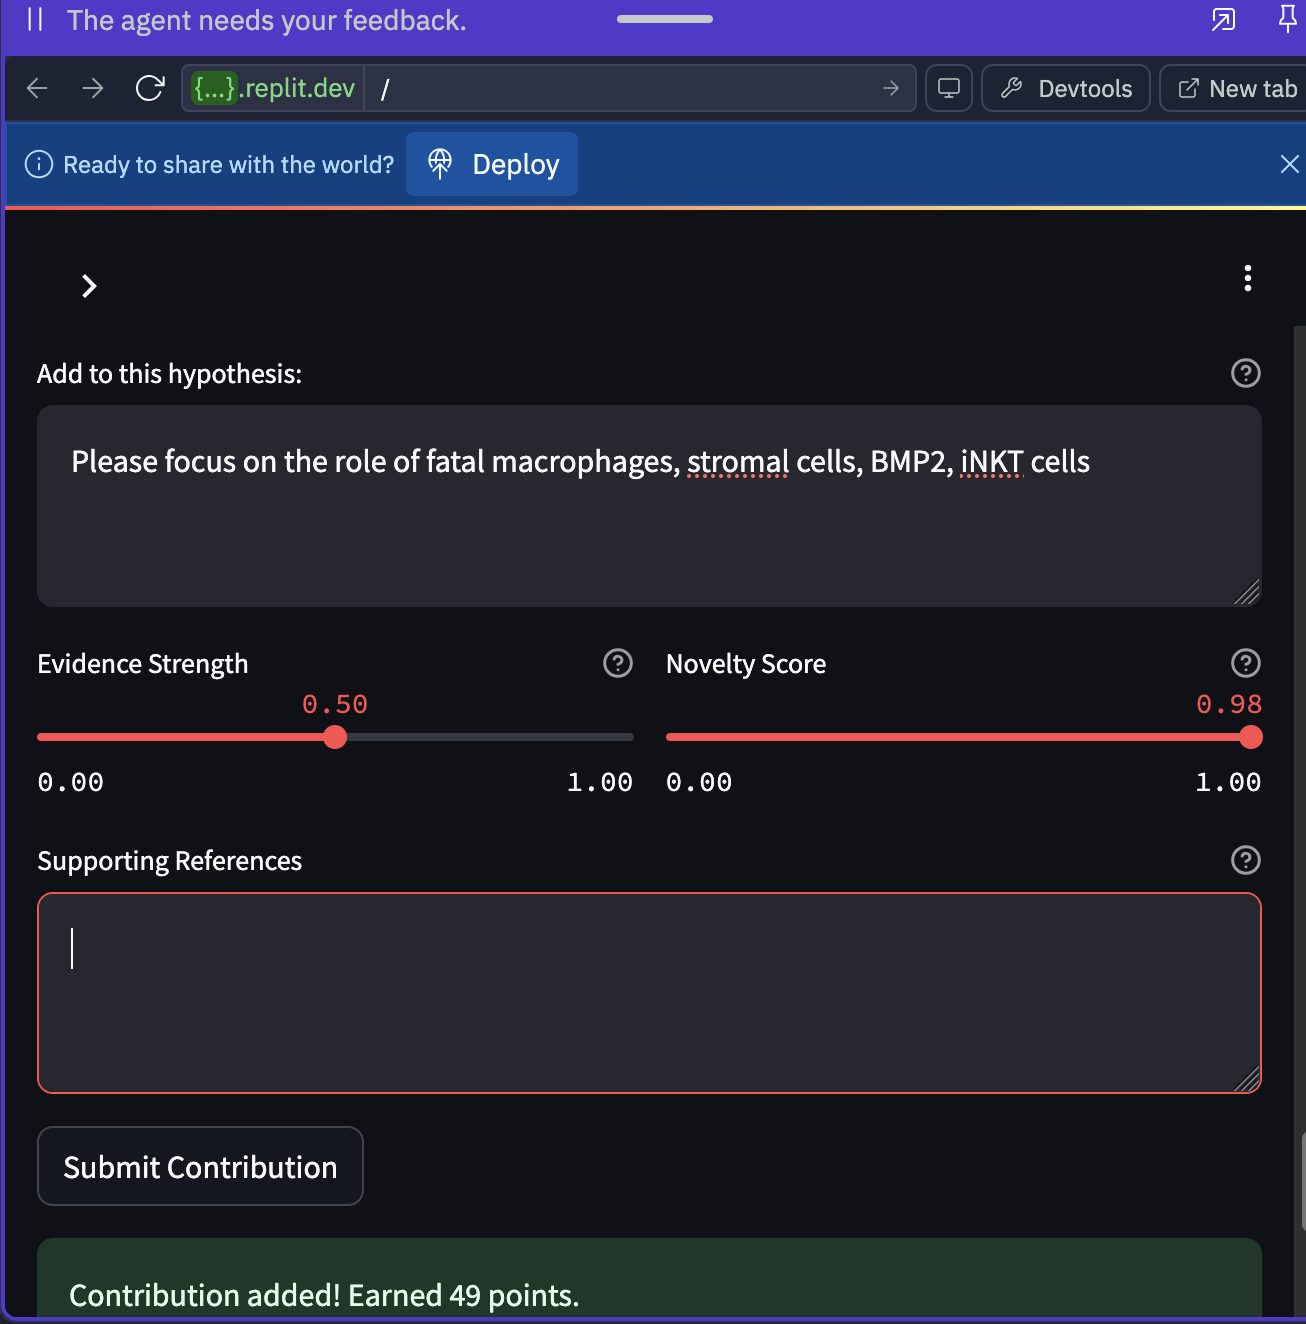 The agent needs your feedback.
{...}.replit.dev /
Devtools
New tab
Ready to share with the world?
Deploy
Add to this hypothesis:
Please focus on the role of fatal macrophages, stromal cells, BMP2, iNKT cells
Evidence Strength
Novelty Score
0.50
0.98
0.00 1.00
0.00 1.00
Supporting References
Submit Contribution
Contribution added! Earned 49 points.